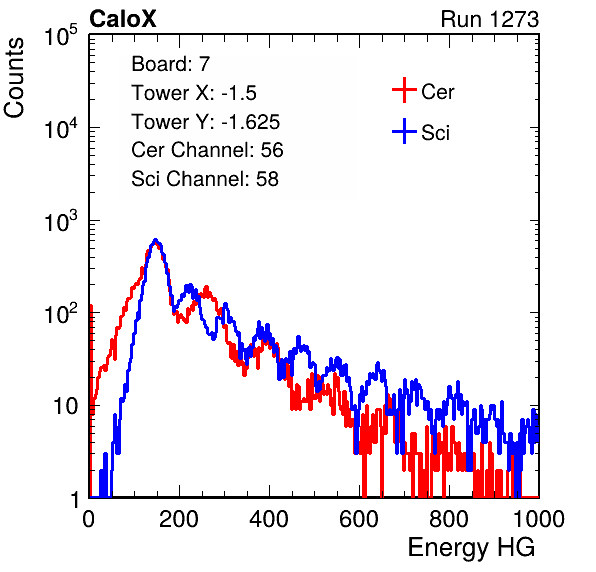 CaloX Run 1273
Counts
10^5
10^4
10^3
10^2
10
1
Board: 7
Tower X: -1.5
Tower Y: -1.625
Cer Channel: 56
Sci Channel: 58
Cer
Sci
0 200 400 600 800 1000
Energy HG